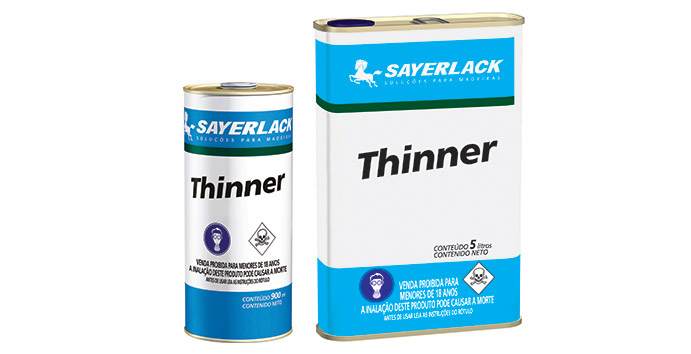 SAYERLACK
SOLUÇÕES PARA MADEIRAS
Thinner
VENDA PROIBIDA PARA MENORES DE 18 ANOS
A INALAÇÃO DESTE PRODUTO PODE CAUSAR A MORTE
ANTES DE USAR LEIA AS INSTRUÇÕES DO RÓTULO
CONTEÚDO 900 ml
CONTENIDO NETO
SAYERLACK
SOLUÇÕES PARA MADEIRAS
Thinner
CONTEÚDO 5 litros
CONTENIDO NETO
VENDA PROIBIDA PARA
MENORES DE 18 ANOS
A INALAÇÃO DESTE PRODUTO PODE CAUSAR A MORTE
ANTES DE USAR LEIA AS INSTRUÇÕES DO RÓTULO